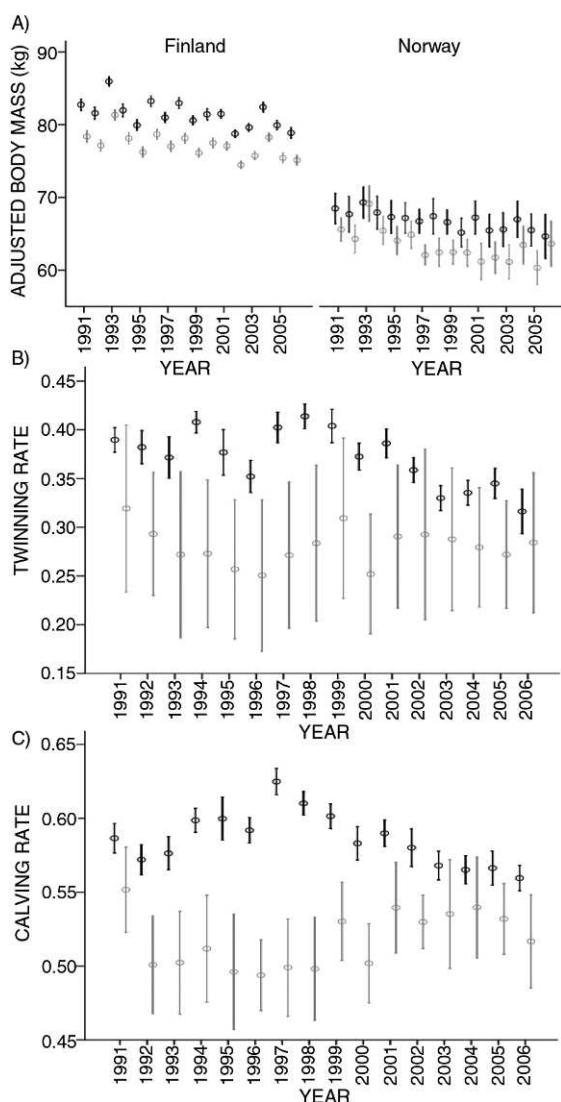 A)
Finland Norway
ADJUSTED BODY MASS (kg)
90
80
70
60
1991 1993 1995 1997 1999 2001 2003 2005 1991 1993 1995 1997 1999 2001 2003 2005
YEAR YEAR
B)
TWINNING RATE
0.45
0.40
0.35
0.30
0.25
0.20
0.15
1991 1992 1993 1994 1995 1996 1997 1998 1999 2000 2001 2002 2003 2004 2005 2006
YEAR
C)
CALVING RATE
0.65
0.60
0.55
0.50
0.45
1991 1992 1993 1994 1995 1996 1997 1998 1999 2000 2001 2002 2003 2004 2005 2006
YEAR